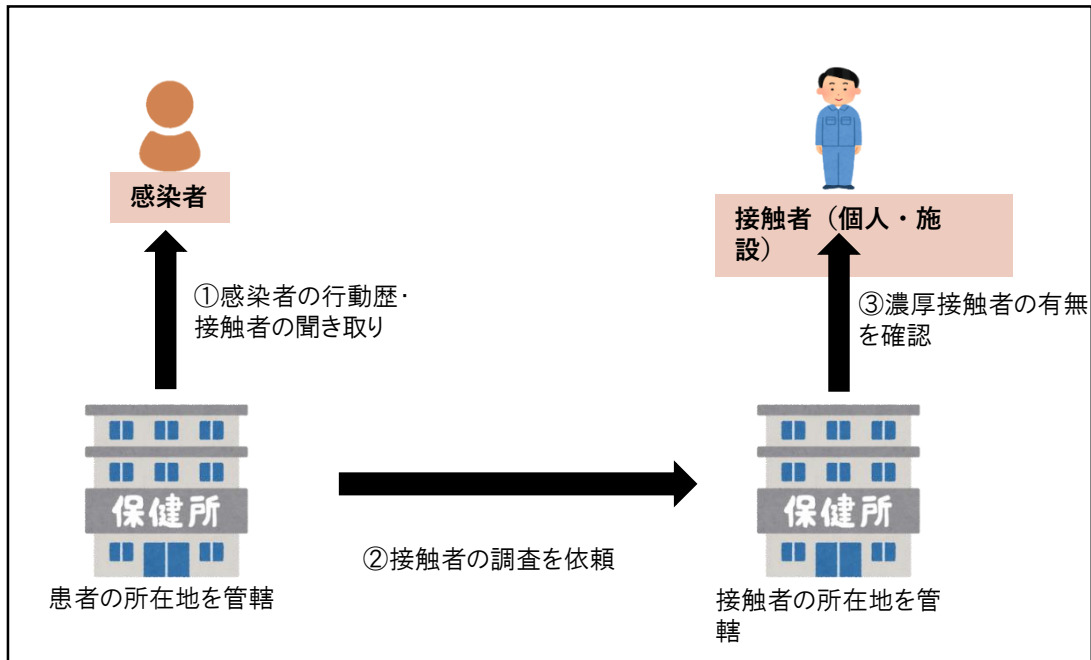 感染者
接触者（個人・施
設）
①感染者の行動歴・
接触者の聞き取り
③濃厚接触者の有無
を確認
保健所
保健所
②接触者の調査を依頼
患者の所在地を管轄
接触者の所在地を管
轄